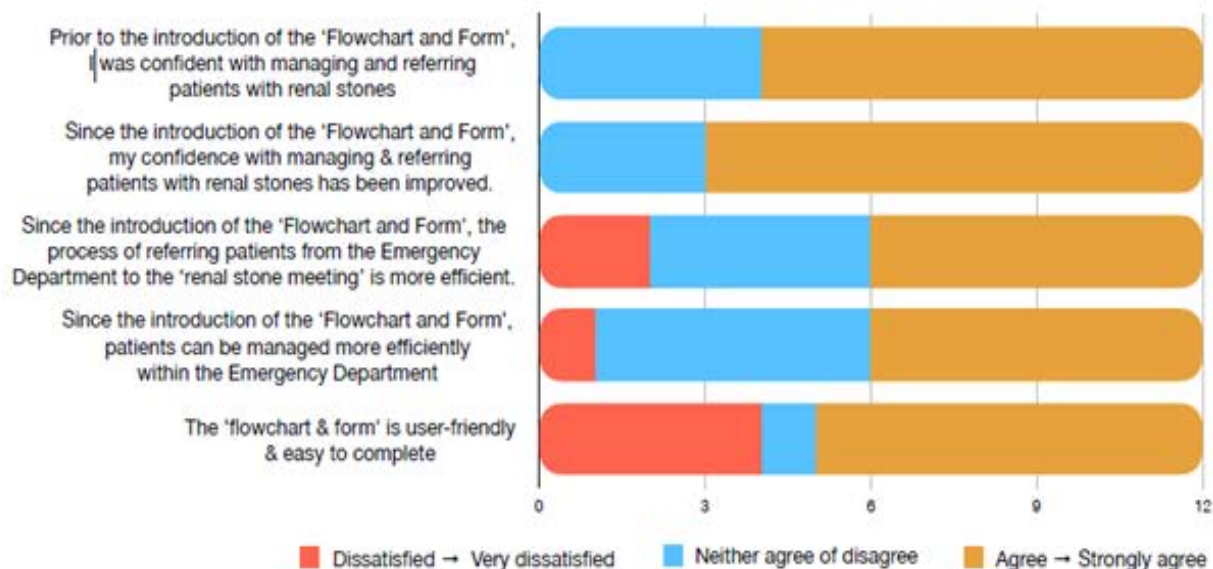 Prior to the introduction of the 'Flowchart and Form',
I was confident with managing and referring
patients with renal stones
Since the introduction of the 'Flowchart and Form',
my confidence with managing & referring
patients with renal stones has been improved.
Since the introduction of the 'Flowchart and Form', the
process of referring patients from the Emergency
Department to the 'renal stone meeting' is more efficient.
Since the introduction of the 'Flowchart and Form',
patients can be managed more efficiently
within the Emergency Department
The 'flowchart & form' is user-friendly
& easy to complete
0 3 6 9 12
Dissatisfied → Very dissatisfied Neither agree of disagree Agree → Strongly agree